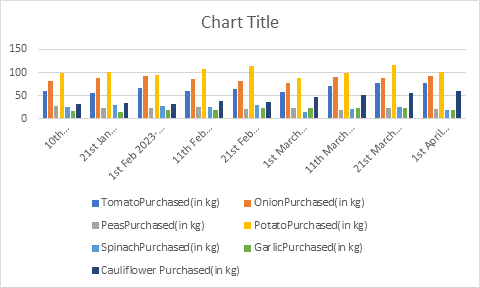 Chart Title
150
100
50
0
10th...
21st Jan...
1st Feb 2023-...
11th Feb...
21st Feb...
1st March...
11th March...
21st March...
1st April...
TomatoPurchased(in kg)
OnionPurchased(in kg)
PeasPurchased(in kg)
PotatoPurchased(in kg)
SpinachPurchased(in kg)
GarlicPurchased(in kg)
Cauliflower Purchased(in kg)